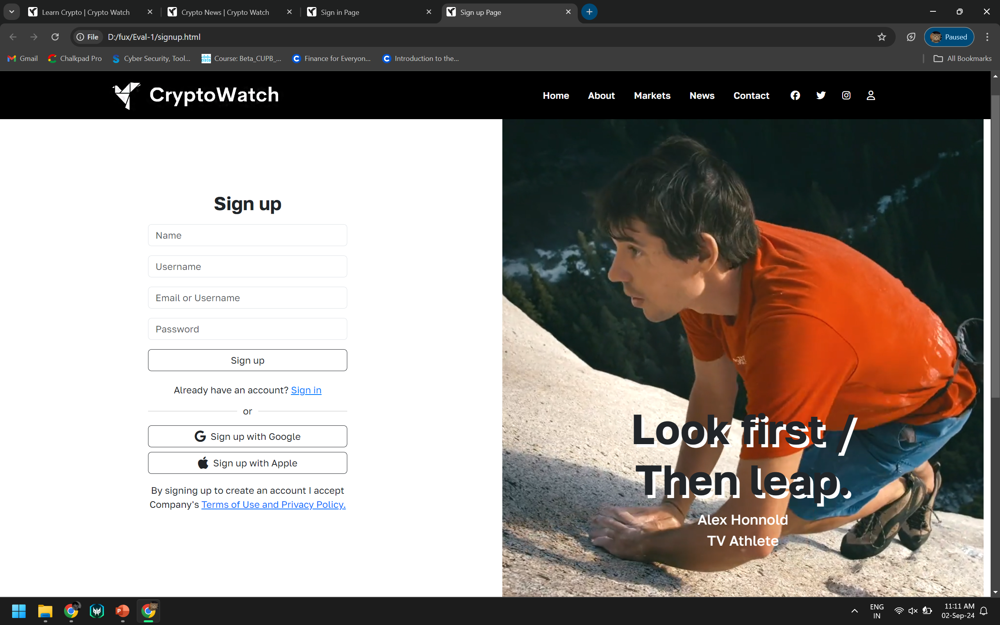 Learn Crypto | Crypto Watch
Crypto News | Crypto Watch
Sign in Page
Sign up Page
File
D:/fux/Eval-1/signup.html
Paused
Gmail
Chalkpad Pro
Cyber Security, Tool...
Course: Beta_CUPB_...
Finance for Everyon...
Introduction to the...
All Bookmarks
CryptoWatch
Home
About
Markets
News
Contact
Sign up
Name
Username
Email or Username
Password
Sign up
Already have an account? Sign in
or
Sign up with Google
Sign up with Apple
By signing up to create an account I accept
Company's Terms of Use and Privacy Policy.
Look first /
Then leap.
Alex Honnold
TV Athlete
ENG
IN
11:11 AM
02-Sep-24